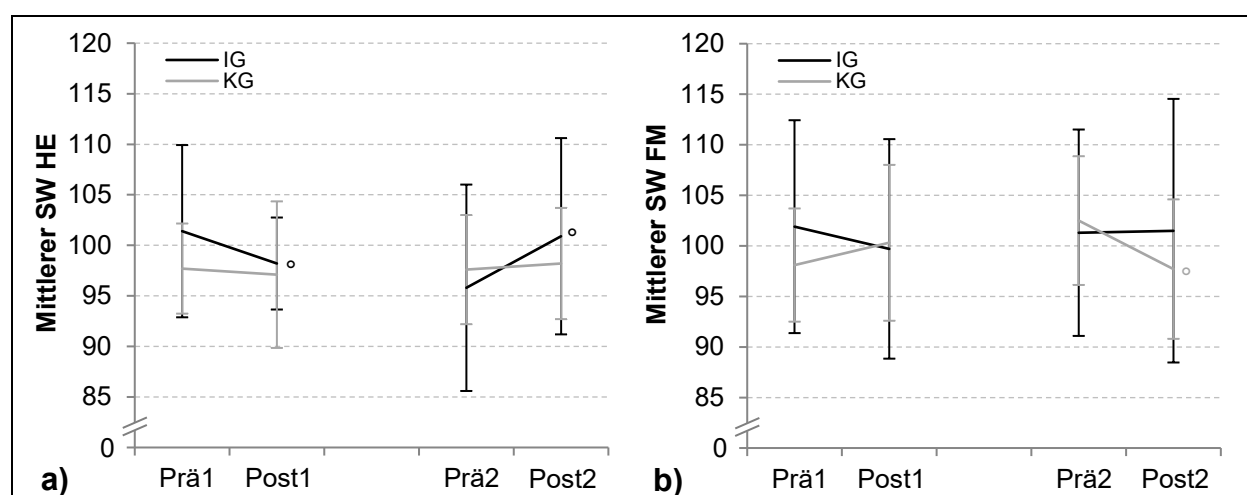 Mittlerer SW HE
120
115
110
105
100
95
90
85
0
IG
KG
°
°
Prä1 Post1 Prä2 Post2
a)
Mittlerer SW FM
120
115
110
105
100
95
90
85
0
IG
KG
°
Prä1 Post1 Prä2 Post2
b)